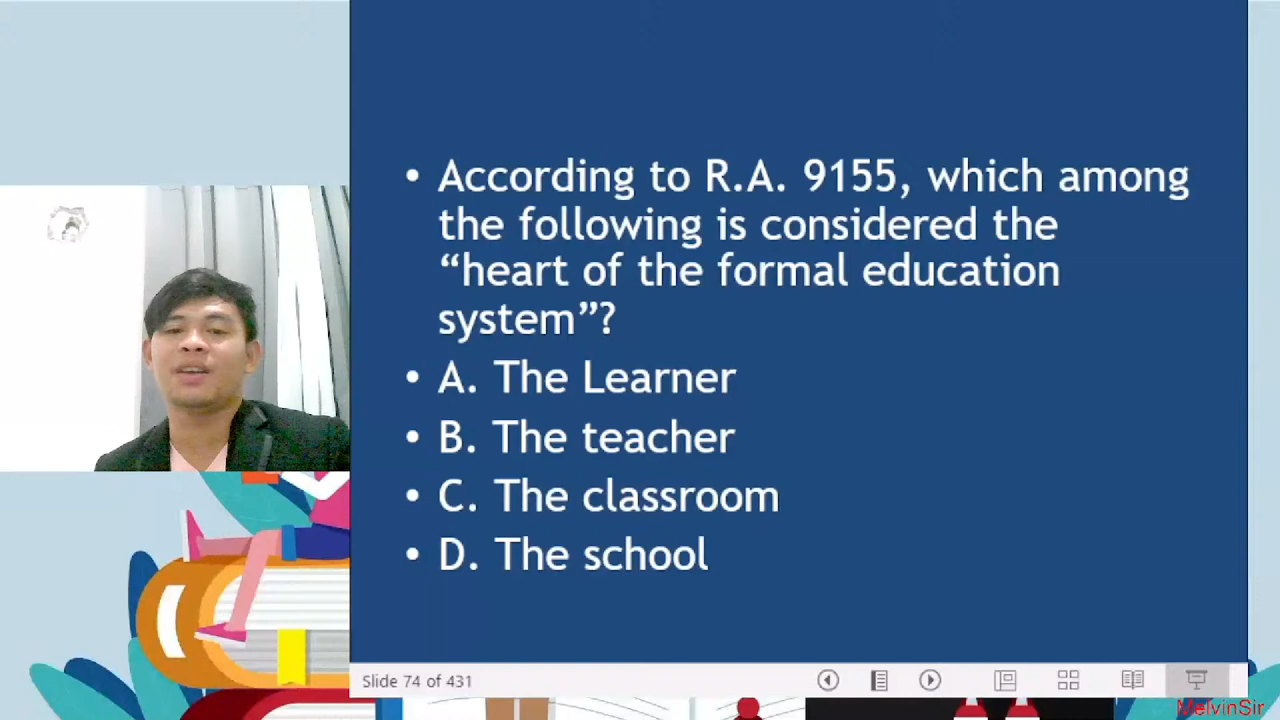 • According to R.A. 9155, which among
the following is considered the
“heart of the formal education
system”?
• A. The Learner
• B. The teacher
• C. The classroom
• D. The school
Slide 74 of 431
MelvinSir